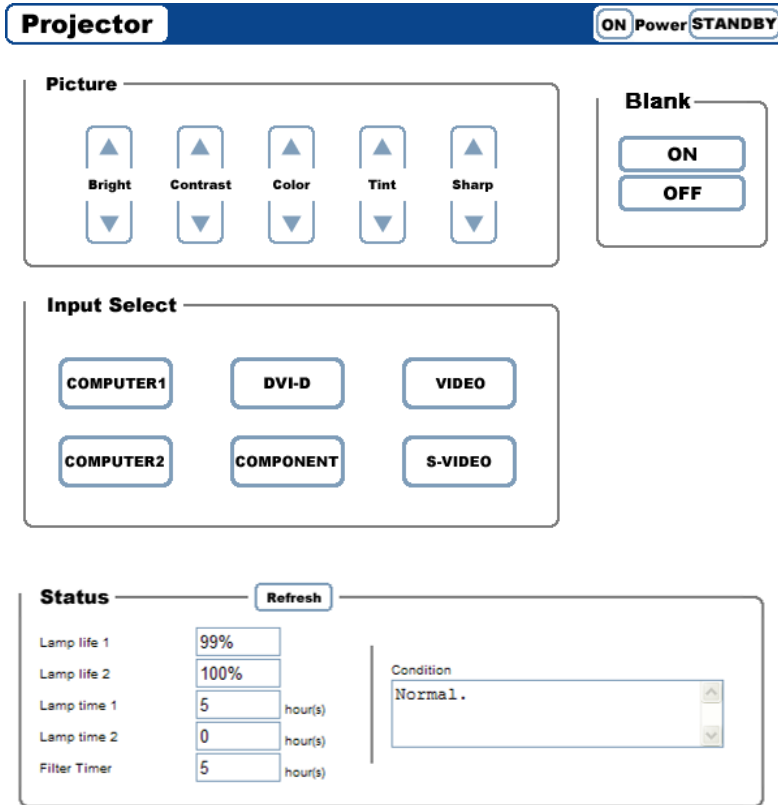 Projector
ON Power STANDBY
Picture
Bright Contrast Color Tint Sharp
Blank
ON
OFF
Input Select
COMPUTER1 DVI-D VIDEO
COMPUTER2 COMPONENT S-VIDEO
Status Refresh
Lamp life 1 99%
Lamp life 2 100%
Lamp time 1 5 hour(s)
Lamp time 2 0 hour(s)
Filter Timer 5 hour(s)
Condition
Normal.